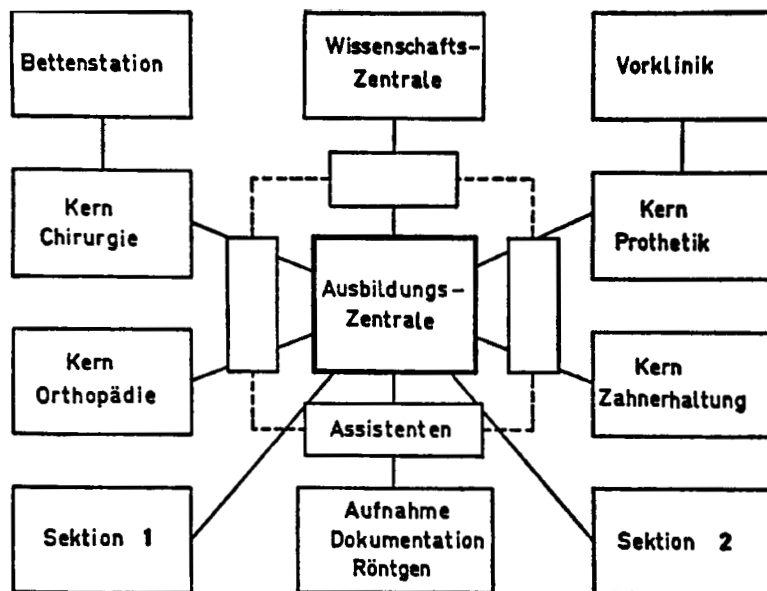 Bettenstation
Wissenschafts-
Zentrale
Vorklinik
Kern
Chirurgie
Kern
Prothetik
Ausbildungs-
Zentrale
Kern
Orthopädie
Kern
Zahnerhaltung
Assistenten
Sektion 1
Aufnahme
Dokumentation
Röntgen
Sektion 2